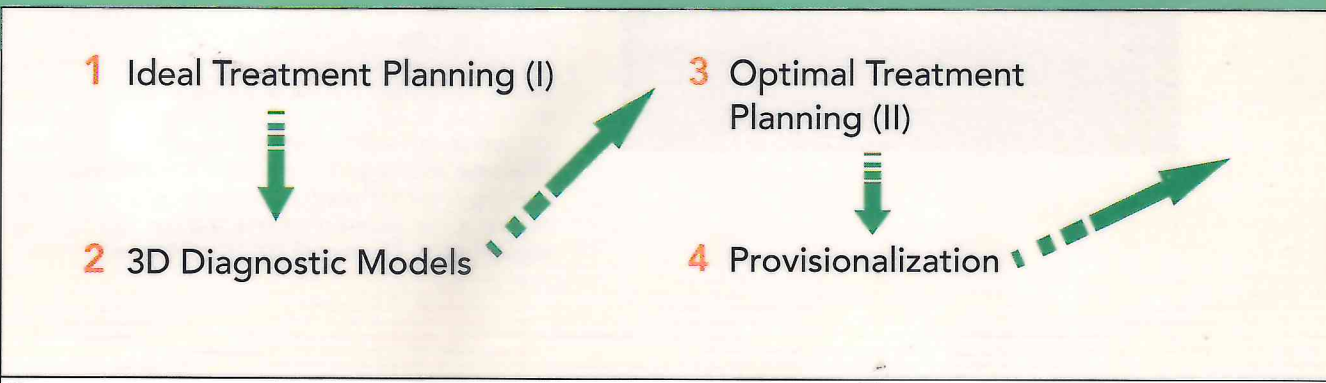 1 Ideal Treatment Planning (I)
2 3D Diagnostic Models
3 Optimal Treatment
Planning (II)
4 Provisionalization